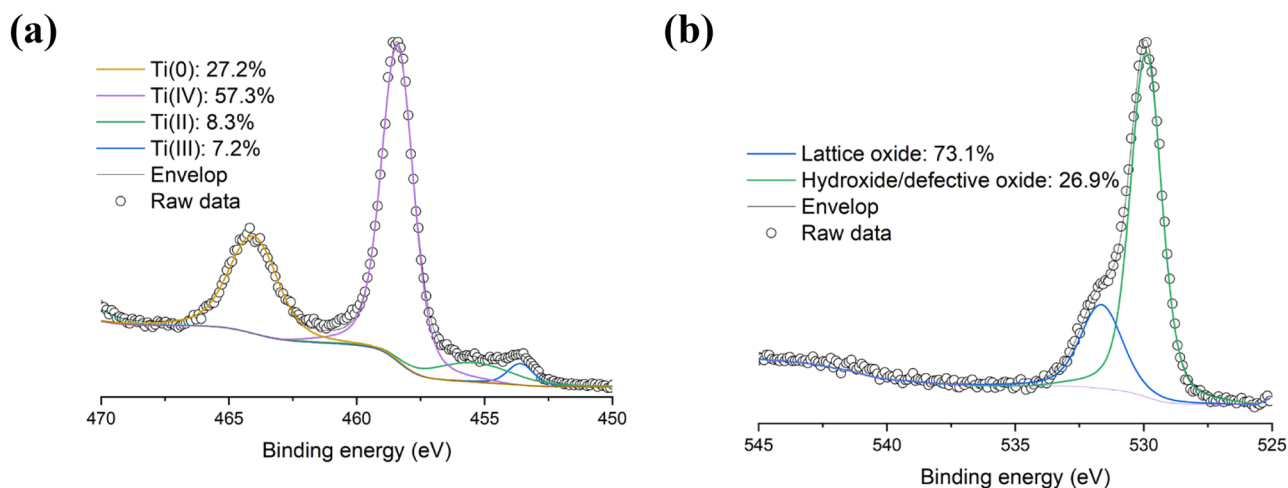 (a)
Ti(0): 27.2%
Ti(IV): 57.3%
Ti(II): 8.3%
Ti(III): 7.2%
Envelop
Raw data
470 465 460 455 450
Binding energy (eV)
(b)
Lattice oxide: 73.1%
Hydroxide/defective oxide: 26.9%
Envelop
Raw data
545 540 535 530 525
Binding energy (eV)